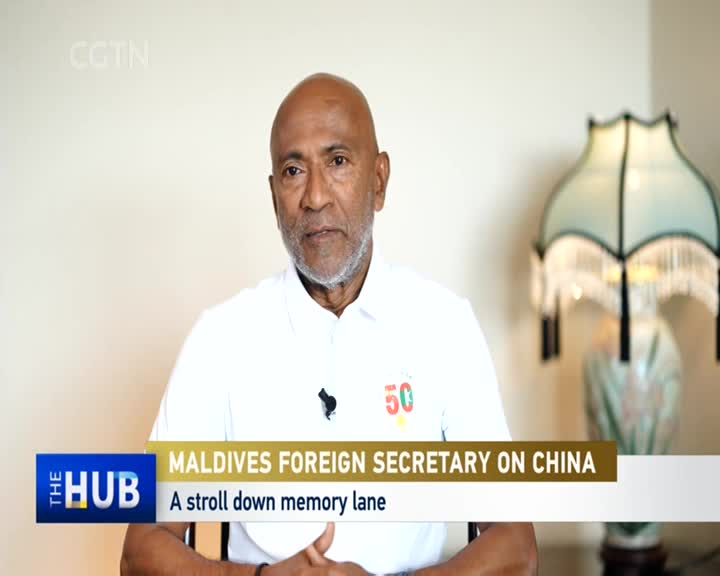 CGTN
50
MALDIVES FOREIGN SECRETARY ON CHINA
THE HUB
A stroll down memory lane